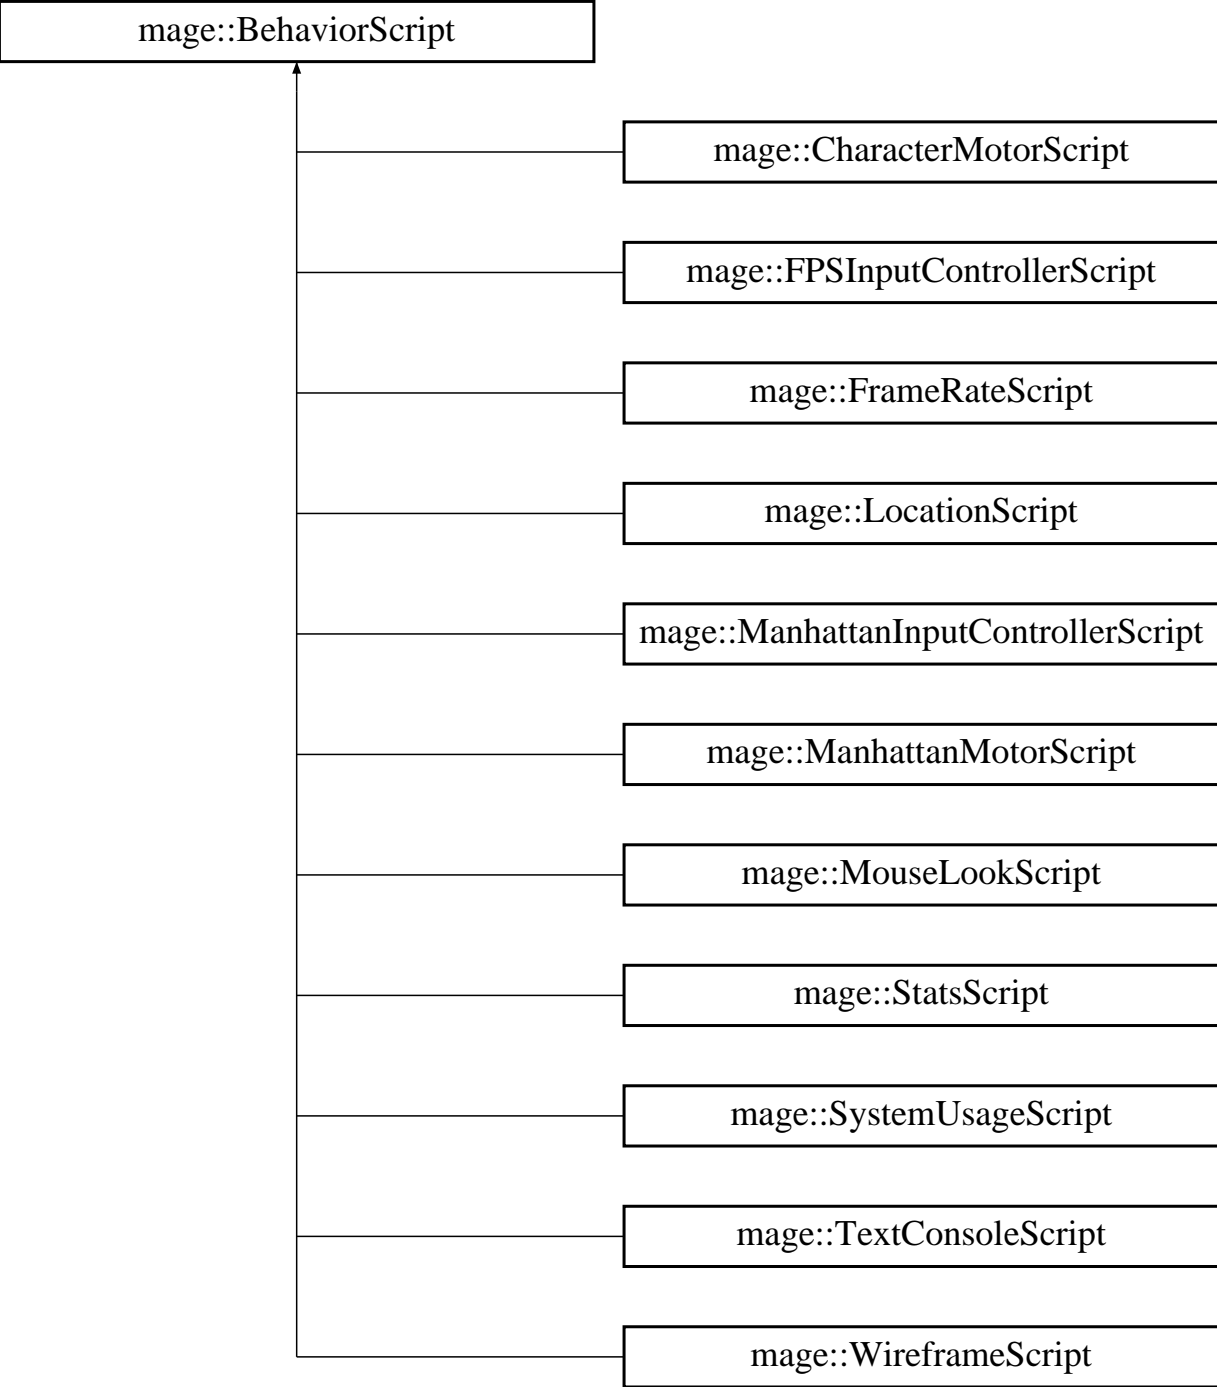 mage::BehaviorScript
mage::CharacterMotorScript
mage::FPSInputControllerScript
mage::FrameRateScript
mage::LocationScript
mage::ManhattanInputControllerScript
mage::ManhattanMotorScript
mage::MouseLookScript
mage::StatsScript
mage::SystemUsageScript
mage::TextConsoleScript
mage::WireframeScript